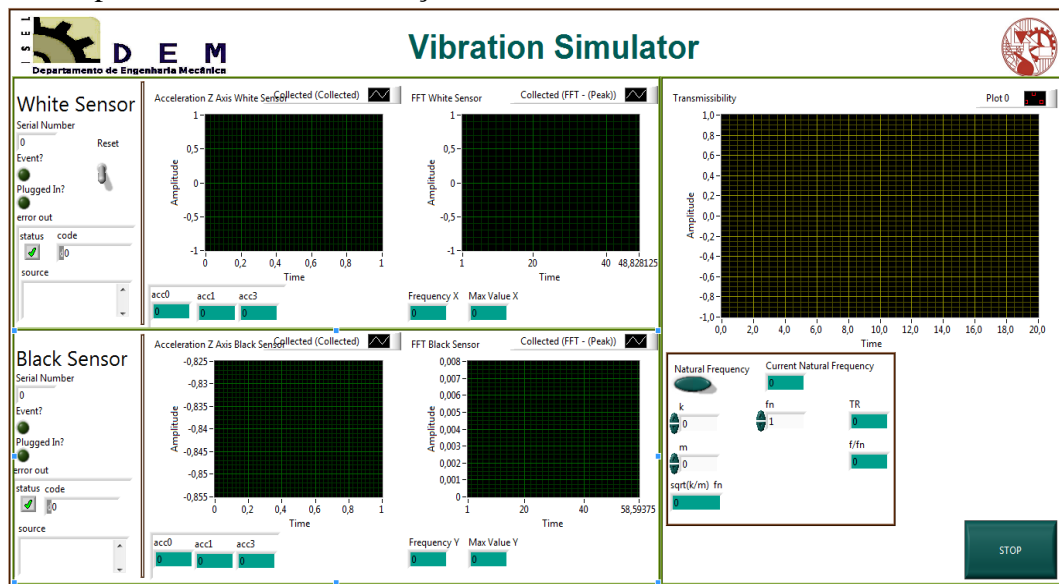 ISEL
D E M
Departamento de Engenharia Mecânica
Vibration Simulator
White Sensor
Serial Number
0
Reset
Event?
Plugged In?
error out
status code
0
source
Acceleration Z Axis White Sensor
Collected (Collected)
Amplitude
1
0,5
0
-0,5
-1
0 0,2 0,4 0,6 0,8 1
Time
acc0 acc1 acc3
0 0 0
FFT White Sensor
Collected (FFT - (Peak))
Amplitude
1
0,5
0
-0,5
-1
1 20 40 48,828125
Time
Frequency X Max Value X
0 0
Transmissibility
Plot 0
Amplitude
1,0
0,8
0,6
0,4
0,2
0,0
-0,2
-0,4
-0,6
-0,8
-1,0
0,0 2,0 4,0 6,0 8,0 10,0 12,0 14,0 16,0 18,0 20,0
Time
Black Sensor
Serial Number
0
Event?
Plugged In?
error out
status code
0
source
Acceleration Z Axis Black Sensor
Collected (Collected)
Amplitude
-0,825
-0,83
-0,835
-0,84
-0,845
-0,85
-0,855
0 0,2 0,4 0,6 0,8 1
Time
acc0 acc1 acc3
0 0 0
FFT Black Sensor
Collected (FFT - (Peak))
Amplitude
0,008
0,007
0,006
0,005
0,004
0,003
0,002
0,001
0
1 20 40 58,59375
Time
Frequency Y Max Value Y
0 0
Natural Frequency
Current Natural Frequency
0
k
0
fn
1
TR
0
m
0
f/fn
0
sqrt(k/m) fn
0
STOP